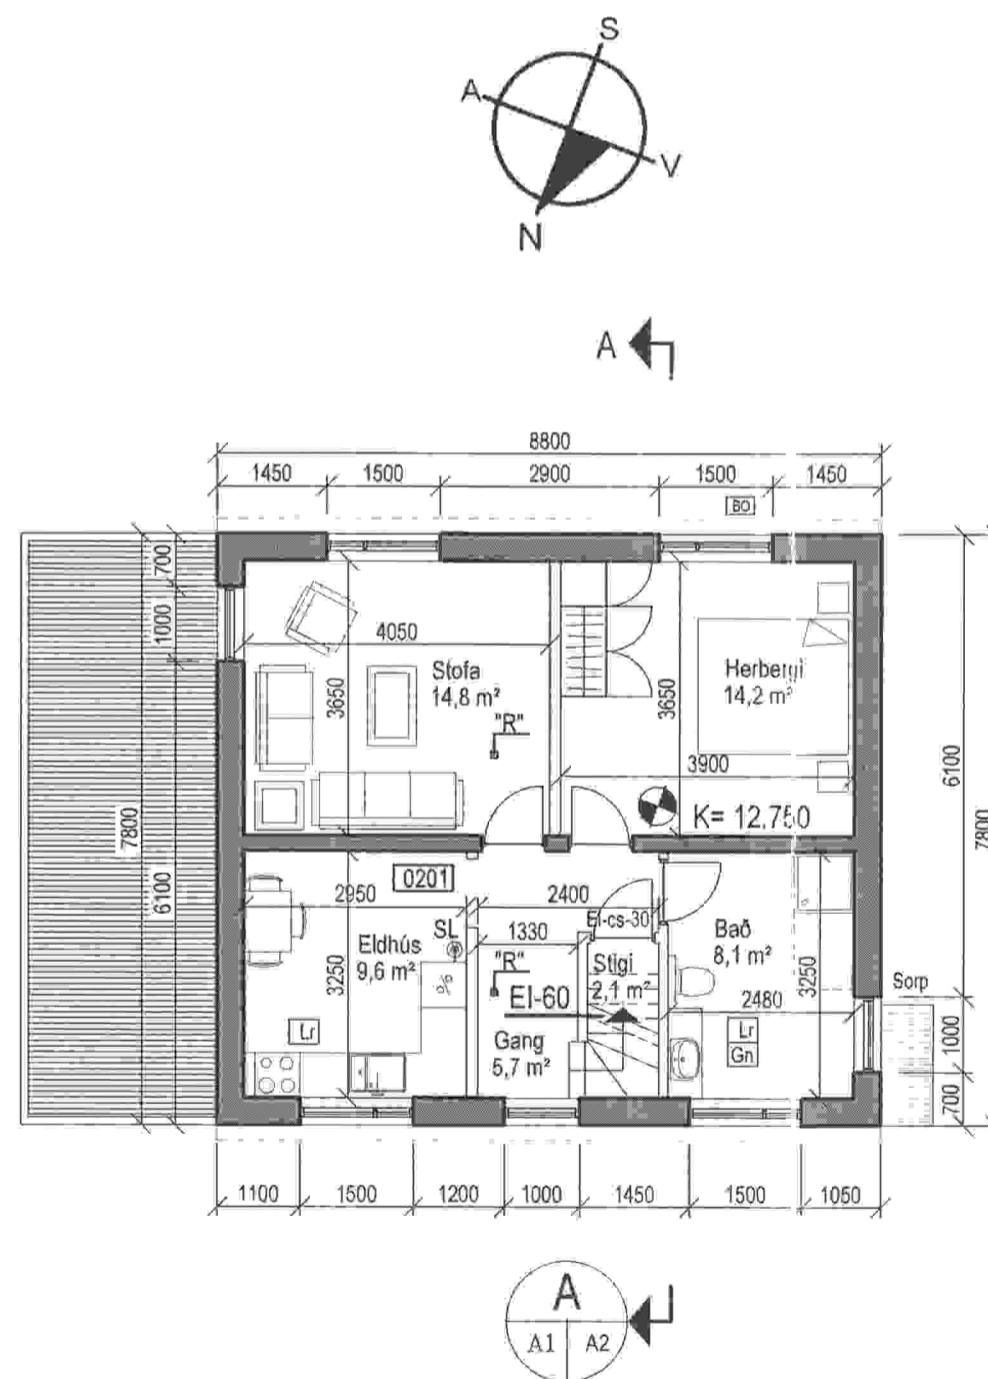 S
A
V
N
A
8800
1450 1500 2900 1500 1450
BO
700
1000
6100
7800
4050
3650
Stofa
14,8 m²
"R"
Herbergi
14,2 m²
3650
3900
K= 12,750
6100
7800
1000
700
0201
2950
2400
SL
Eldhús
9,6 m²
3250
%
Lr
1330
"R"
EI-60
Gang
5,7 m²
EI-cs-30
Stigi
2,1 m²
Bað
8,1 m²
3250
2480
Lr
Gn
Sorp
1100 1500 1200 1000 1450 1500 1050
A
A1 A2